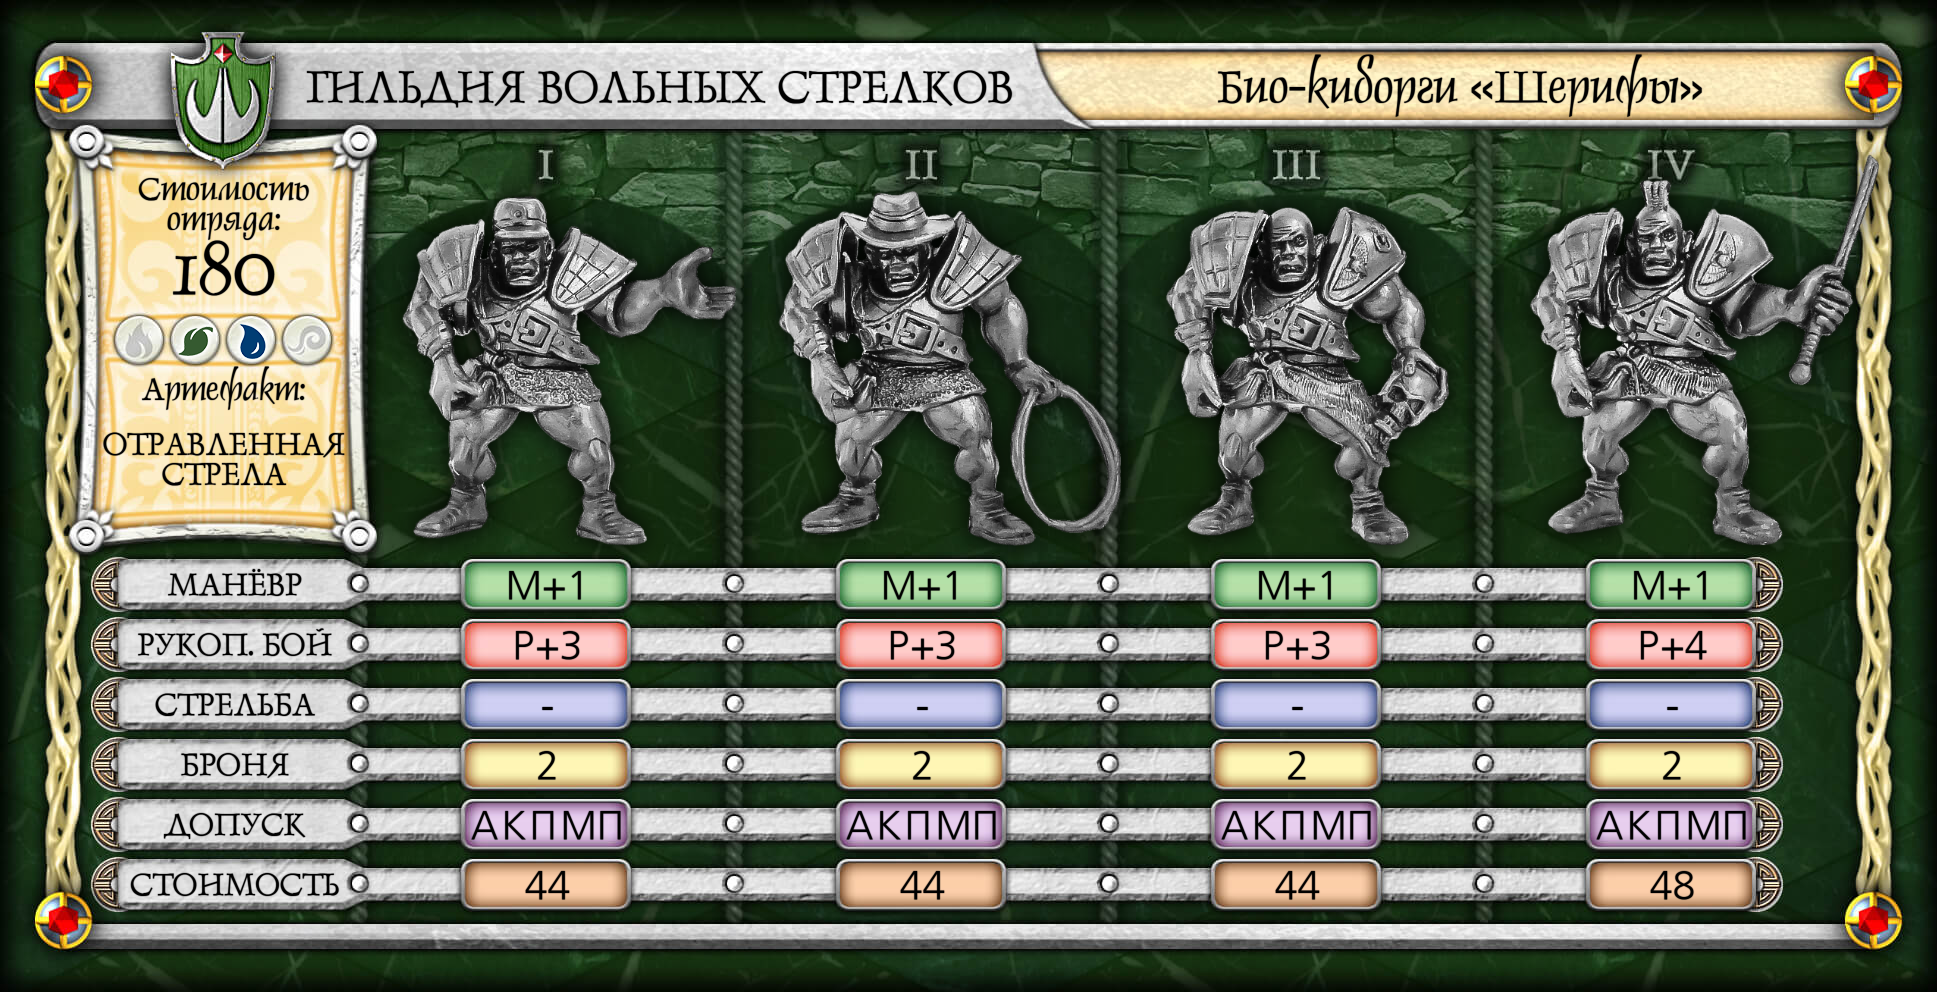 ГИЛЬДИЯ ВОЛЬНЫХ СТРЕЛКОВ
Био-киборги «Шерифы»
Стоимость
отряда:
180
Артефакт:
ОТРАВЛЕННАЯ
СТРЕЛА
I II III IV
МАНЁВР M+1 M+1 M+1 M+1
РУКОП. БОЙ Р+3 Р+3 Р+3 Р+4
СТРЕЛЬБА - - - -
БРОНЯ 2 2 2 2
ДОПУСК АКПМП АКПМП АКПМП АКПМП
СТОИМОСТЬ 44 44 44 48